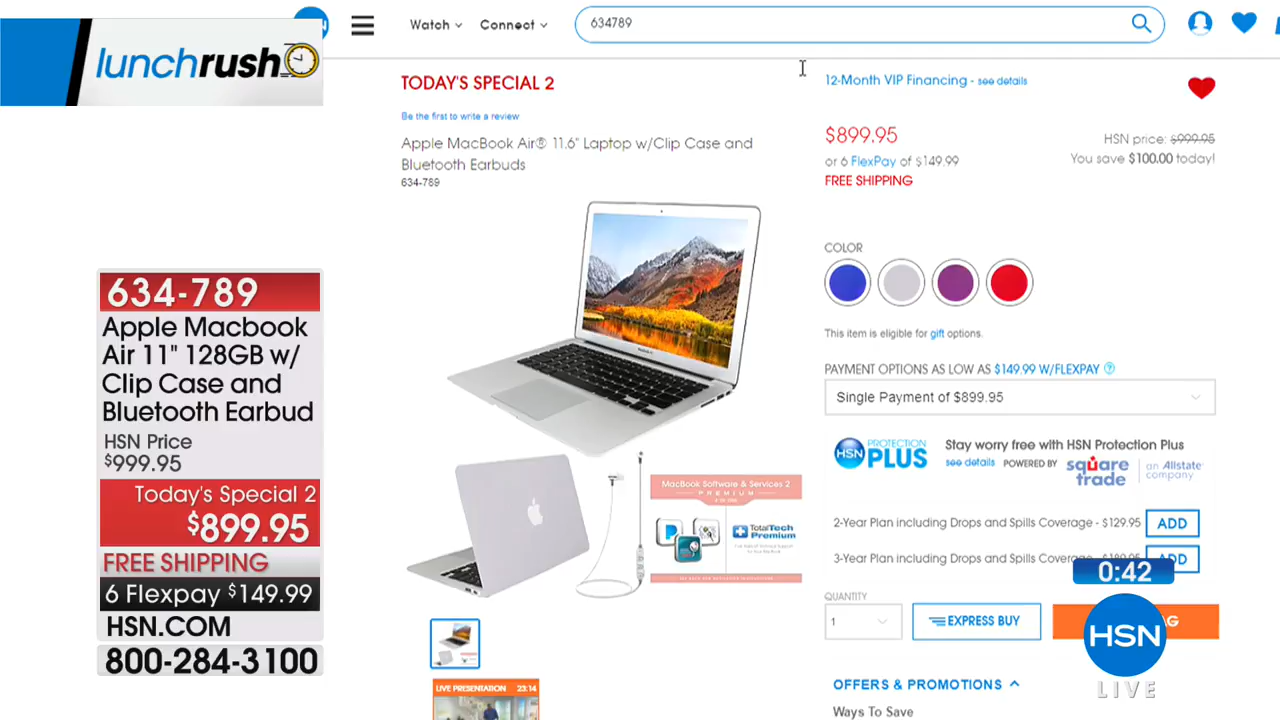 lunchrush
Watch
Connect
634789
TODAY'S SPECIAL 2
Be the first to write a review
Apple MacBook Air® 11.6" Laptop w/Clip Case and
Bluetooth Earbuds
634-789
12-Month VIP Financing - see details
$899.95
HSN price: $999.95
or 6 FlexPay of $149.99
You save $100.00 today!
FREE SHIPPING
COLOR
This item is eligible for gift options.
PAYMENT OPTIONS AS LOW AS $149.99 W/FLEXPAY ?
Single Payment of $899.95
HSN PROTECTION PLUS
Stay worry free with HSN Protection Plus
see details POWERED BY square trade an Allstate company
2-Year Plan including Drops and Spills Coverage - $129.95 ADD
3-Year Plan including Drops and Spills Coverage - $189.95 ADD
QUANTITY
1
EXPRESS BUY
OFFERS & PROMOTIONS
Ways To Save
MacBook Software & Services 2
PREMIUM
TotalTech
Premium
LIVE PRESENTATION 23:14
634-789
Apple Macbook
Air 11" 128GB w/
Clip Case and
Bluetooth Earbud
HSN Price
$999.95
Today's Special 2
$899.95
FREE SHIPPING
6 Flexpay $149.99
HSN.COM
800-284-3100
0:42
HSN
LIVE